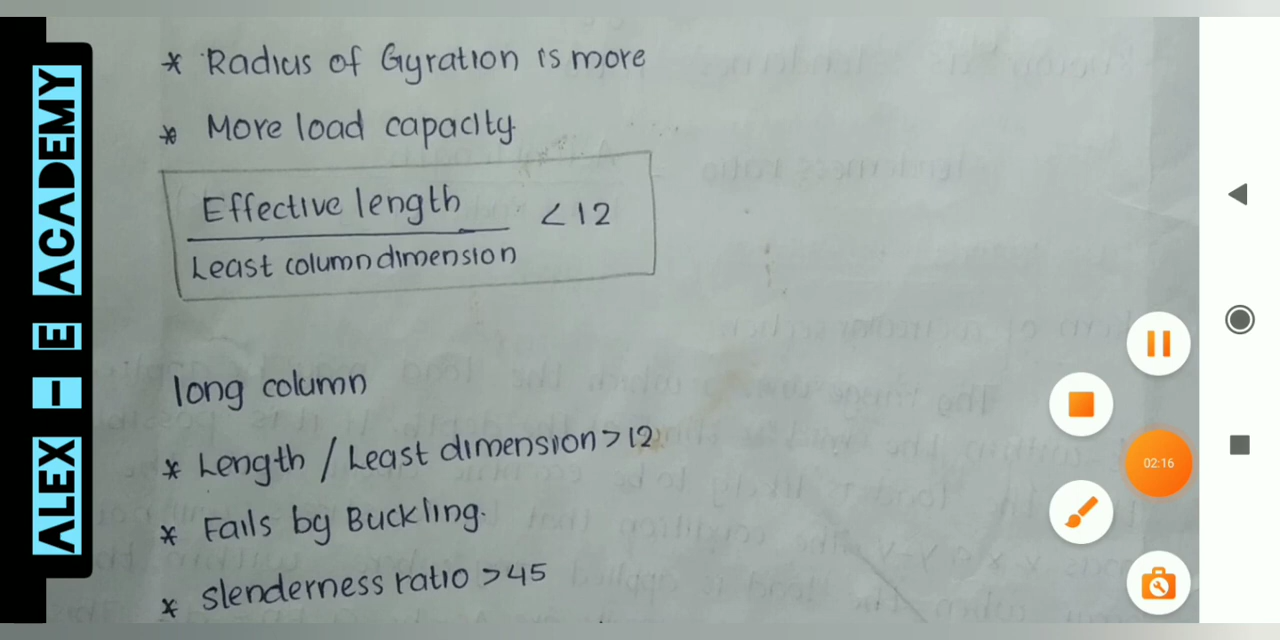 * Radius of Gyration is more
* More load capacity.
Effective length
< 12
Least column dimension
long column
* Length / Least dimension > 12
* Fails by Buckling.
* slenderness ratio > 45
ALEX - E ACADEMY
02:16